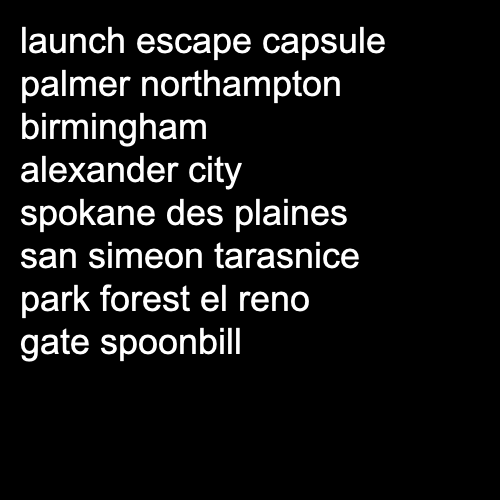 launch escape capsule
palmer northampton
birmingham
alexander city
spokane des plaines
san simeon tarasnice
park forest el reno
gate spoonbill